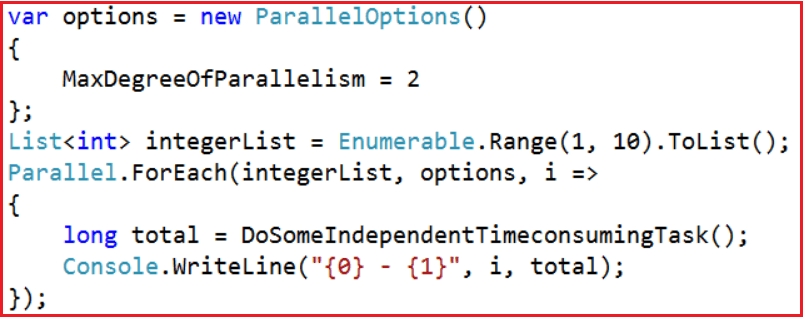 var options = new ParallelOptions()
{
    MaxDegreeOfParallelism = 2
};
List<int> integerList = Enumerable.Range(1, 10).ToList();
Parallel.ForEach(integerList, options, i =>
{
    long total = DoSomeIndependentTimeconsumingTask();
    Console.WriteLine("{0} - {1}", i, total);
});